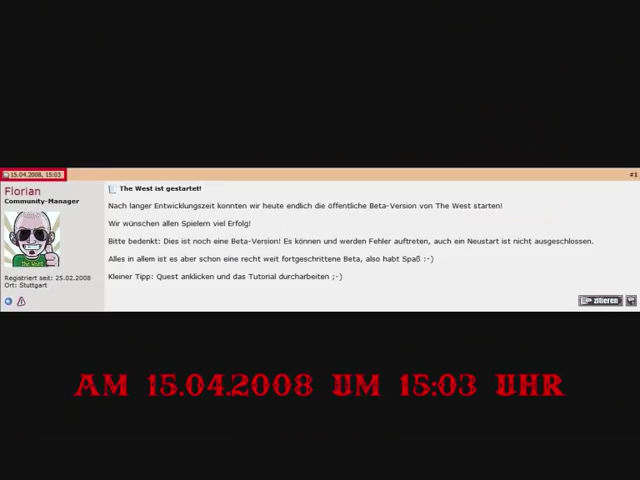 15.04.2008, 15:03
#1
Florian
Community-Manager
the west
Registriert seit: 25.02.2008
Ort: Stuttgart
The West ist gestartet!
Nach langer Entwicklungszeit konnten wir heute endlich die öffentliche Beta-Version von The West starten!
Wir wünschen allen Spielern viel Erfolg!
Bitte bedenkt: Dies ist noch eine Beta-Version! Es können und werden Fehler auftreten, auch ein Neustart ist nicht ausgeschlossen.
Alles in allem ist es aber schon eine recht weit fortgeschrittene Beta, also habt Spaß :-)
Kleiner Tipp: Quest anklicken und das Tutorial durcharbeiten ;-)
zitieren
AM 15.04.2008 UM 15:03 UHR